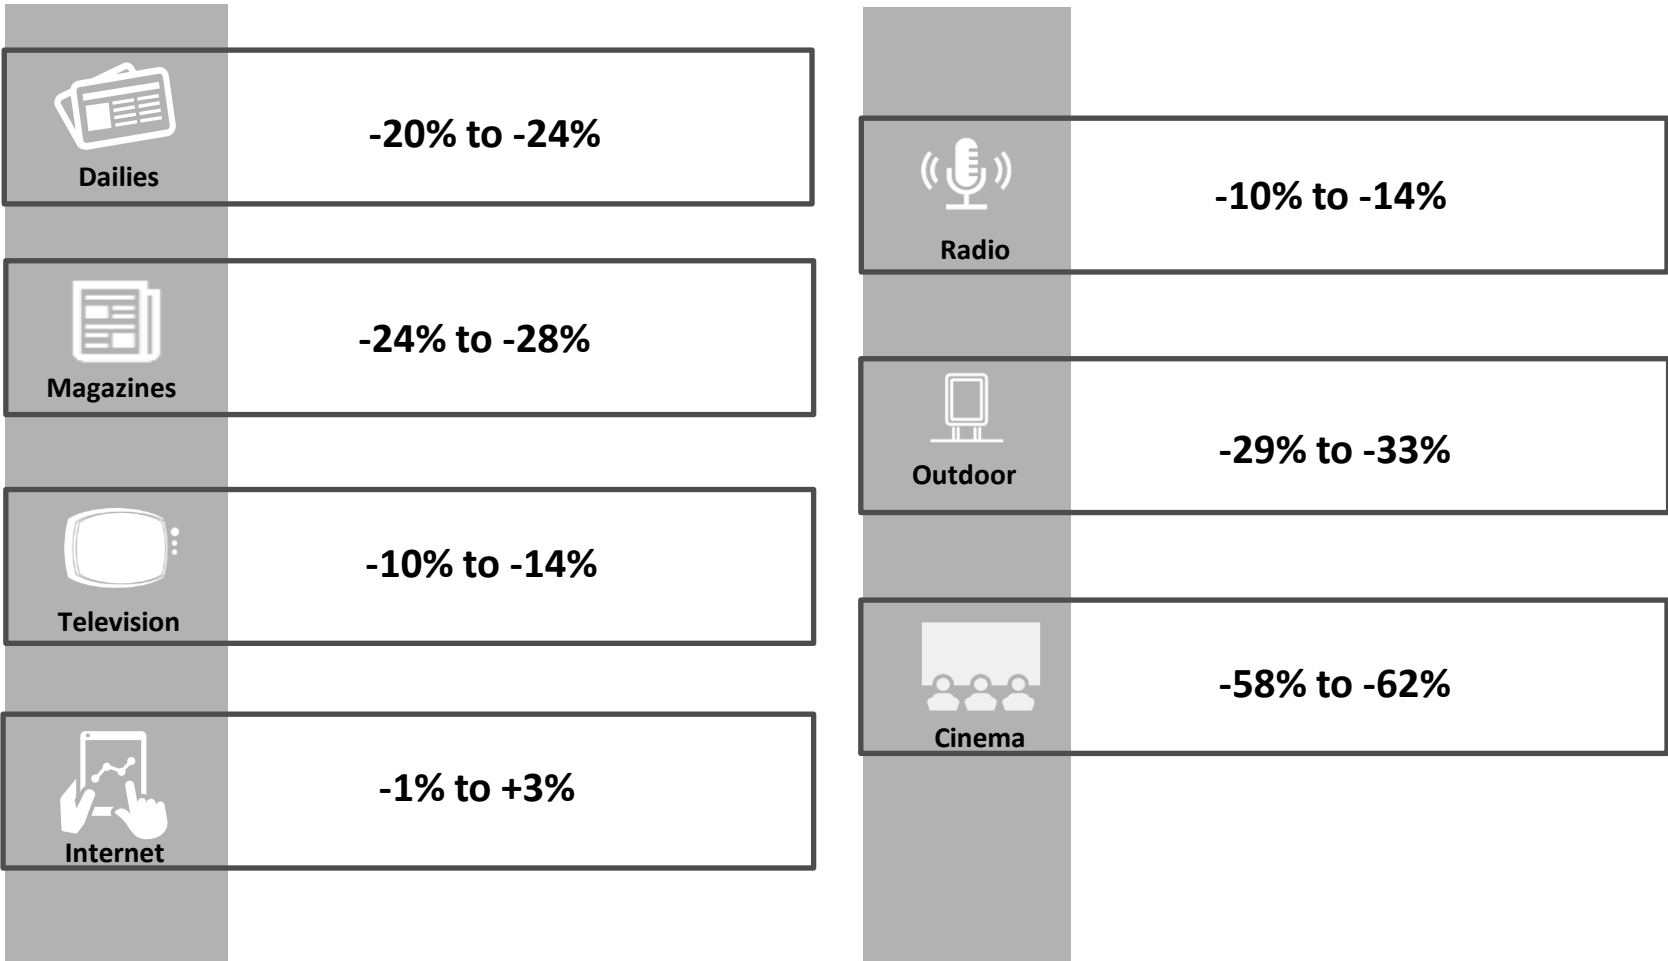 Dailies
-20% to -24%
Magazines
-24% to -28%
Television
-10% to -14%
Internet
-1% to +3%
Radio
-10% to -14%
Outdoor
-29% to -33%
Cinema
-58% to -62%